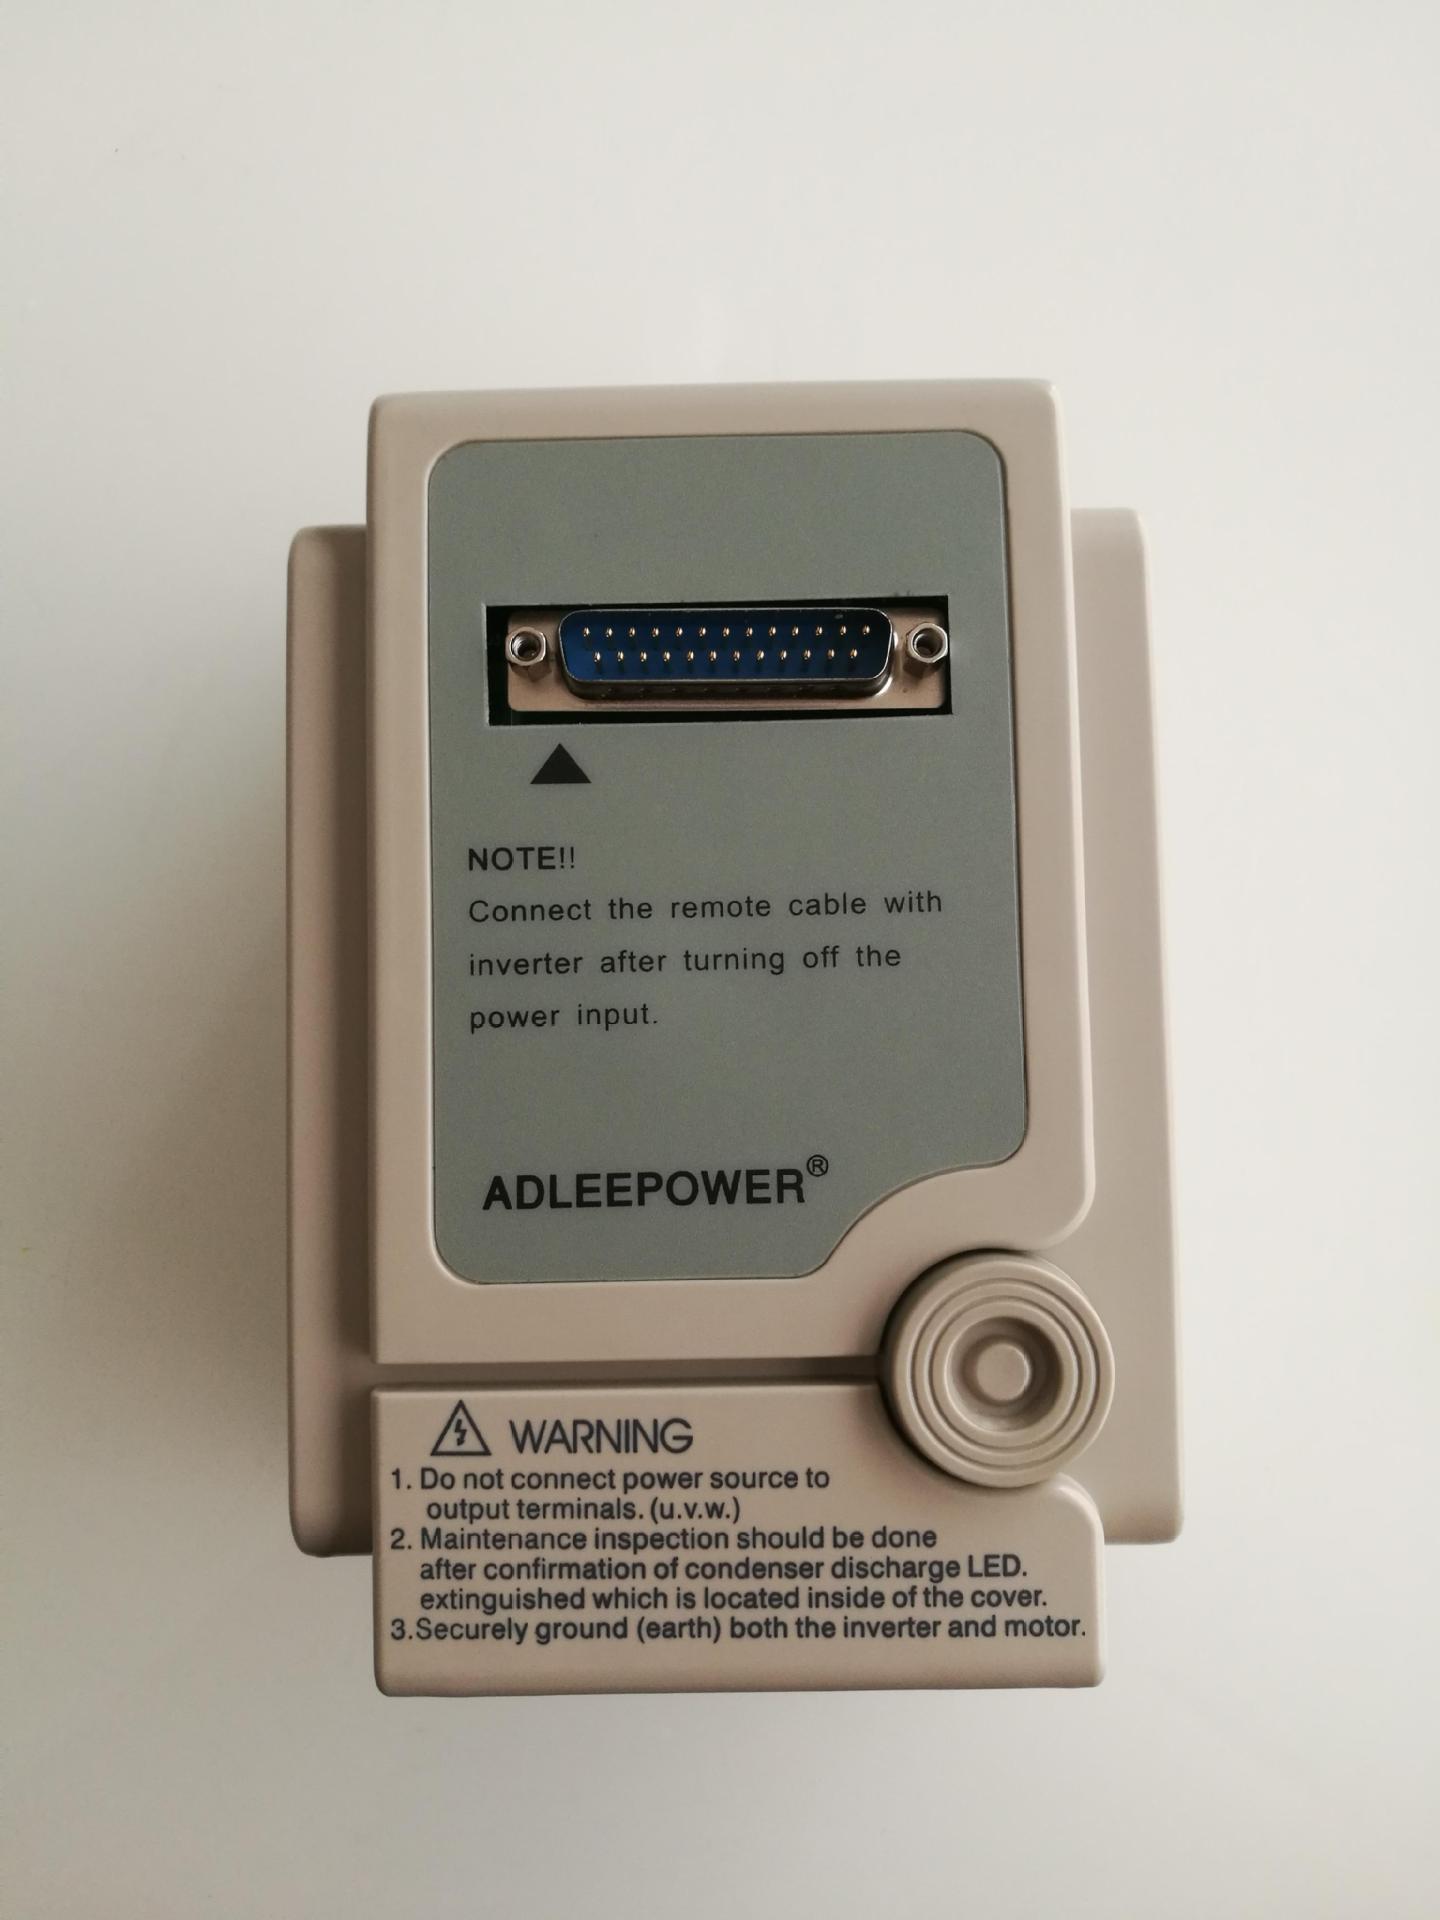 NOTE!!
Connect the remote cable with
inverter after turning off the
power input.
ADLEEPOWER®
WARNING
1. Do not connect power source to
output terminals. (u.v.w.)
2. Maintenance inspection should be done
after confirmation of condenser discharge LED.
extinguished which is located inside of the cover.
3.Securely ground (earth) both the inverter and motor.